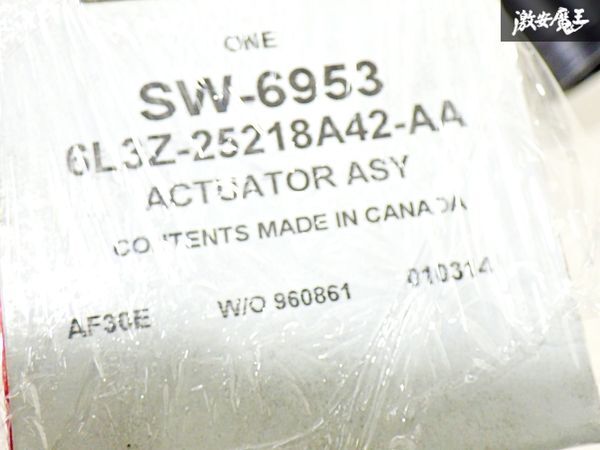 激安魔王
ONE
SW-6953
6L3Z-25218A42-AA
ACTUATOR ASY
CONTENTS MADE IN CANADA
AF30E W/O 960861 010314